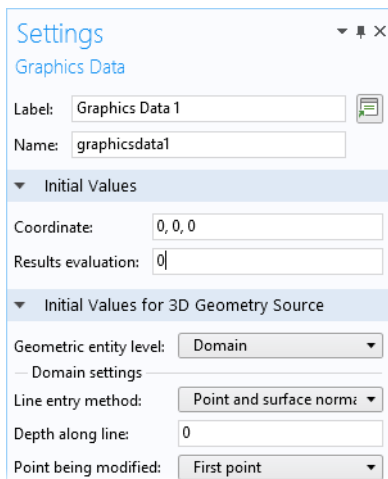 Settings
Graphics Data
Label: Graphics Data 1
Name: graphicsdata1
Initial Values
Coordinate: 0, 0, 0
Results evaluation: 0
Initial Values for 3D Geometry Source
Geometric entity level: Domain
Domain settings
Line entry method: Point and surface norma
Depth along line: 0
Point being modified: First point